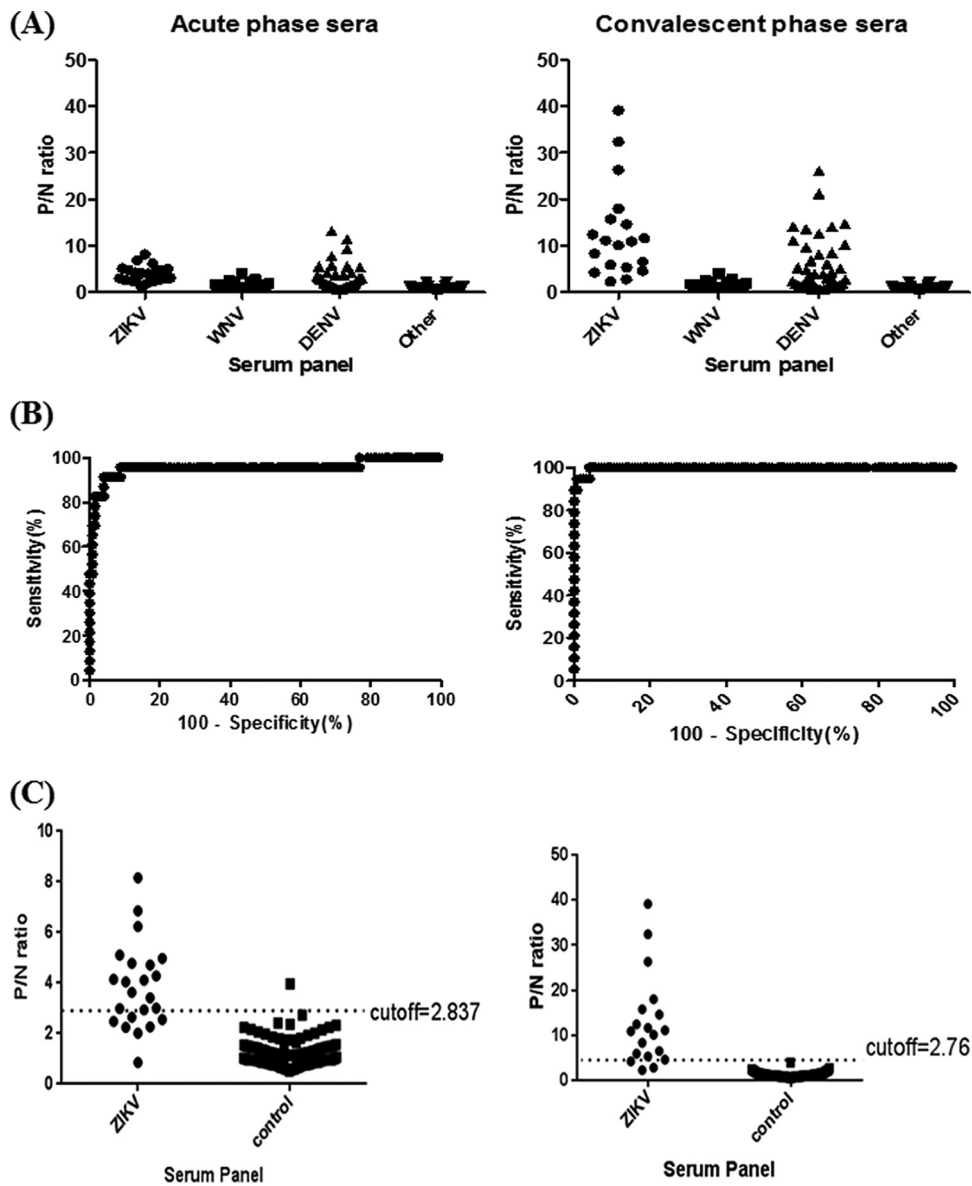 (A)
Acute phase sera
Convalescent phase sera
P/N ratio
50
40
30
20
10
0
ZIKV
WNV
DENV
Other
Serum panel
P/N ratio
50
40
30
20
10
0
ZIKV
WNV
DENV
Other
Serum panel
(B)
Sensitivity(%)
100
80
60
40
20
0
0
20
40
60
80
100
100 - Specificity(%)
Sensitivity(%)
100
80
60
40
20
0
0
20
40
60
80
100
100 - Specificity(%)
(C)
P/N ratio
10
8
6
4
2
0
cutoff=2.837
ZIKV
control
Serum Panel
P/N ratio
50
40
30
20
10
0
cutoff=2.76
ZIKV
control
Serum Panel